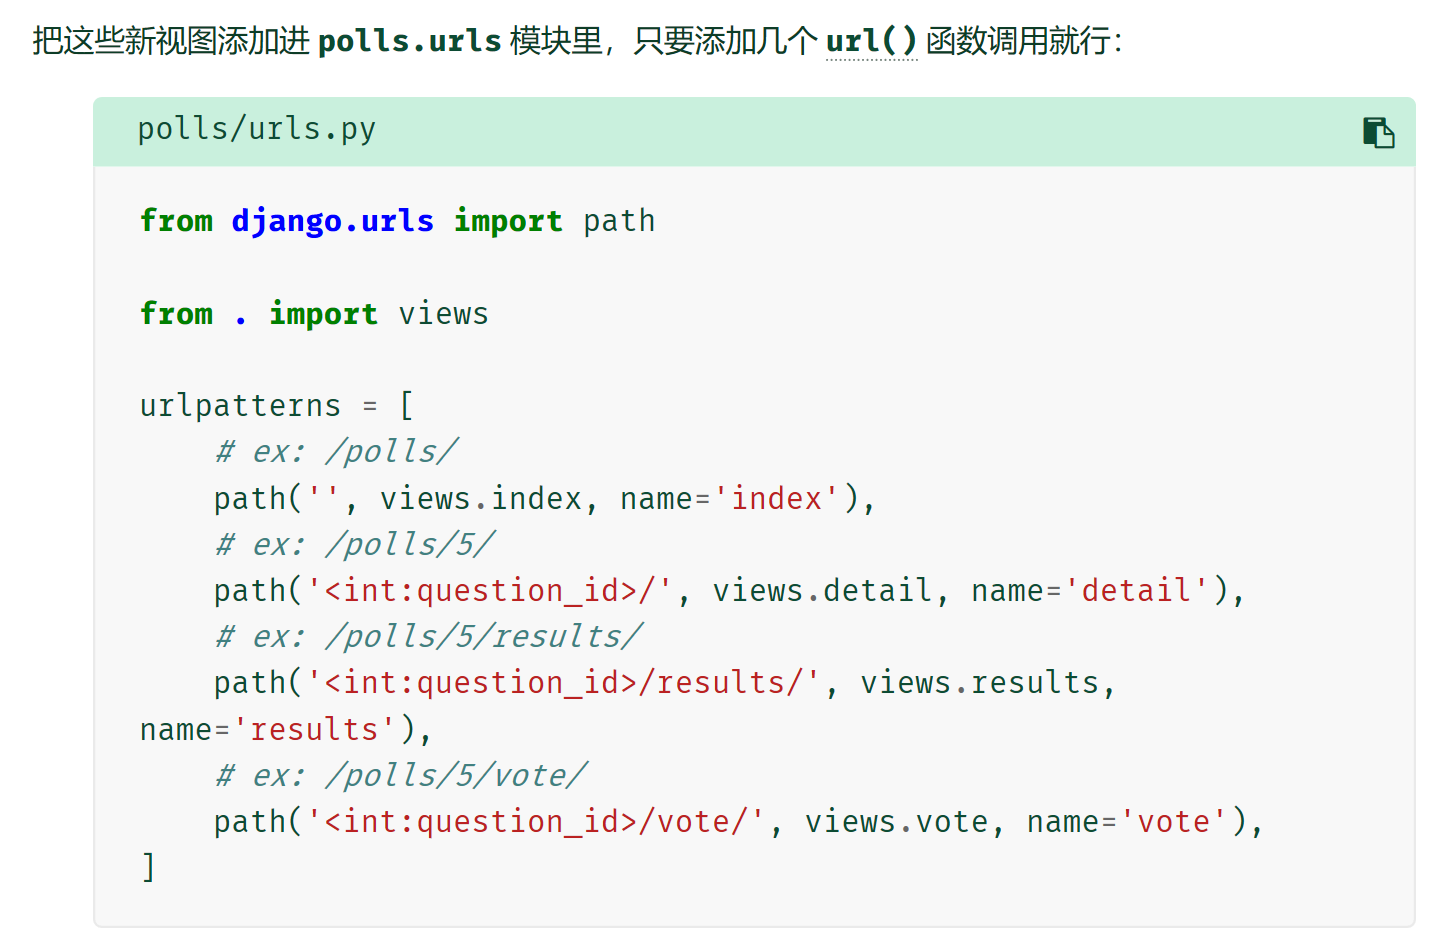 把这些新视图添加进 polls.urls 模块里，只要添加几个 url() 函数调用就行：
polls/urls.py
from django.urls import path
from . import views
urlpatterns = [
    # ex: /polls/
    path('', views.index, name='index'),
    # ex: /polls/5/
    path('<int:question_id>/', views.detail, name='detail'),
    # ex: /polls/5/results/
    path('<int:question_id>/results/', views.results,
name='results'),
    # ex: /polls/5/vote/
    path('<int:question_id>/vote/', views.vote, name='vote'),
]